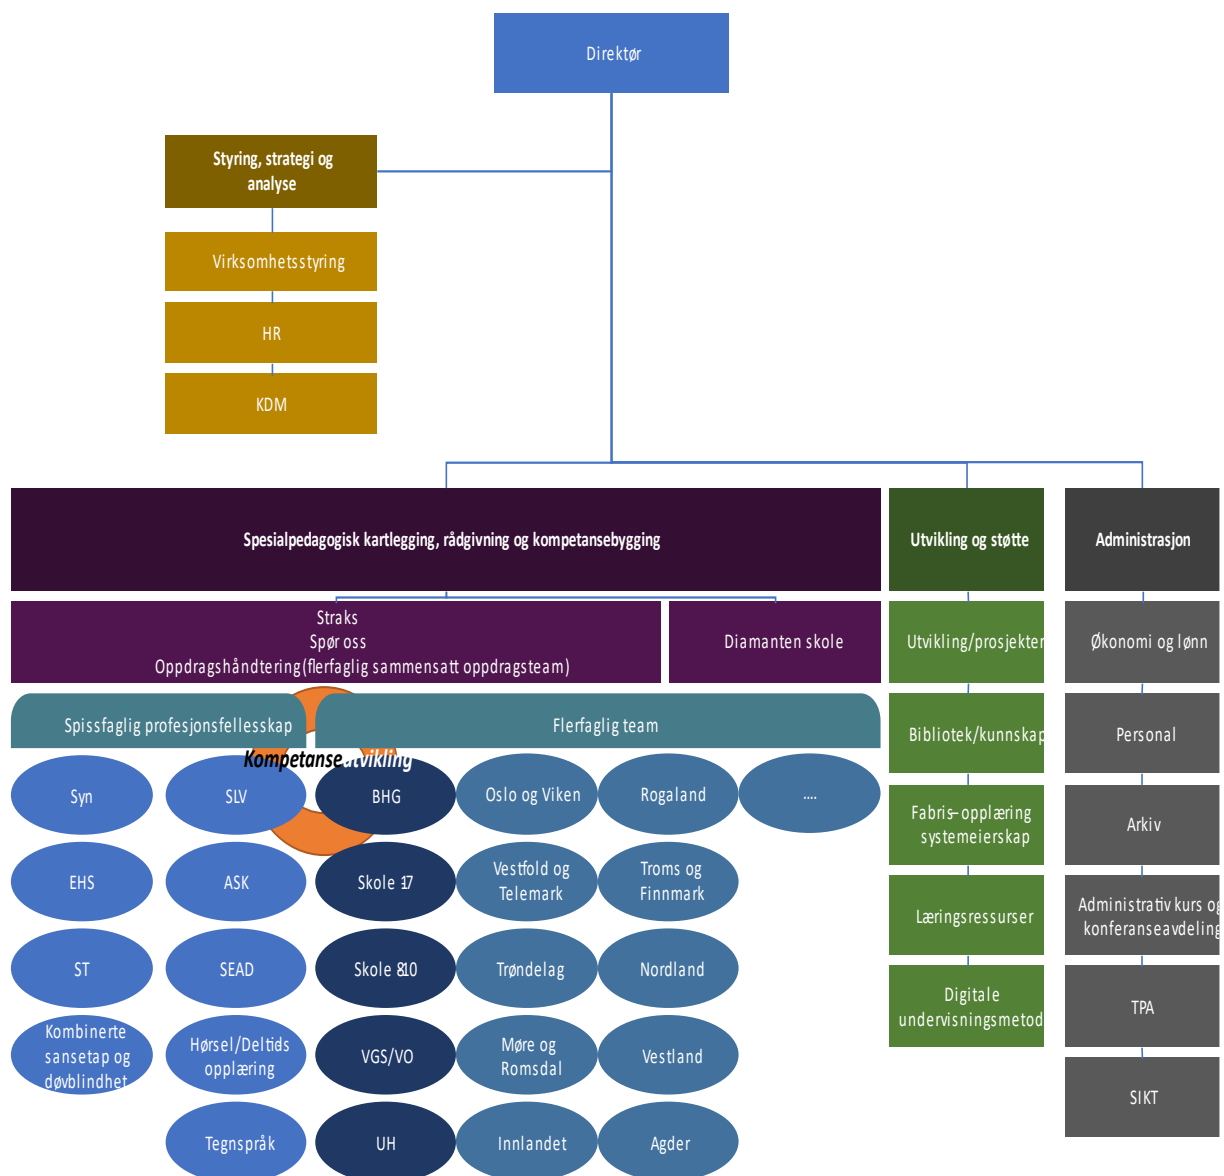 Direktør
Styring, strategi og
analyse
Virksomhetsstyring
HR
KDM
Spesialpedagogisk kartlegging, rådgivning og kompetansebygging
Utvikling og støtte
Administrasjon
Straks
Spør oss
Oppdragshåndtering (flerfaglig sammensatt oppdragsteam)
Diamanten skole
Utvikling/prosjekter
Økonomi og lønn
Spissfaglig profesjonsfellesskap
Flerfaglig team
Bibliotek/kunnskap
Personal
Kompetanseutvikling
Syn
SLV
BHG
Oslo og Viken
Rogaland
....
Fabris– opplæring
systemeierskap
Arkiv
EHS
ASK
Skole 17
Vestfold og
Telemark
Troms og
Finnmark
Læringsressurser
Administrativ kurs og
konferanseavdeling
ST
SEAD
Skole 810
Trøndelag
Nordland
Digitale
undervisningsmetod
TPA
Kombinerte
sansetap og
døvblindhet
Hørsel/Deltids
opplæring
VGS/VO
Møre og
Romsdal
Vestland
SIKT
Tegnspråk
UH
Innlandet
Agder